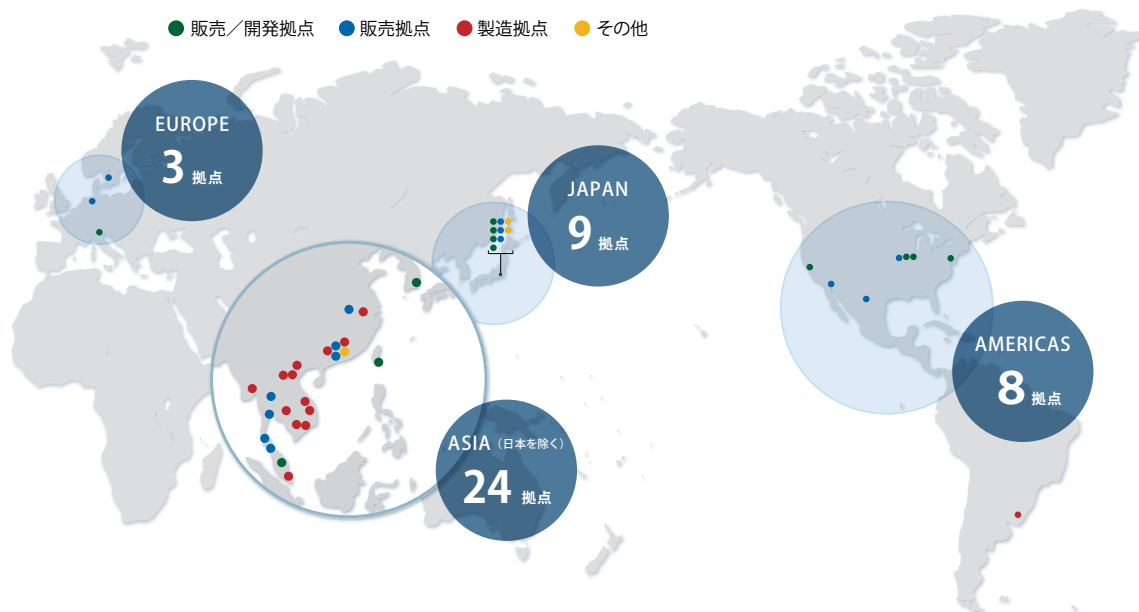 販売／開発拠点 販売拠点 製造拠点 その他
EUROPE
3 拠点
JAPAN
9 拠点
AMERICAS
8 拠点
ASIA（日本を除く）
24 拠点